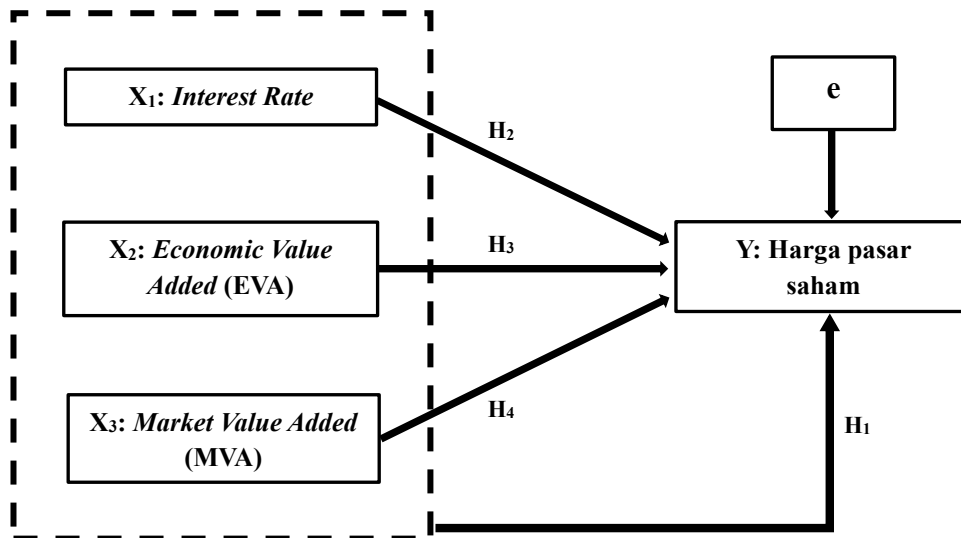 X₁: Interest Rate
e
H₂
X₂: Economic Value
Added (EVA)
H₃
Y: Harga pasar
saham
X₃: Market Value Added
(MVA)
H₄
H₁